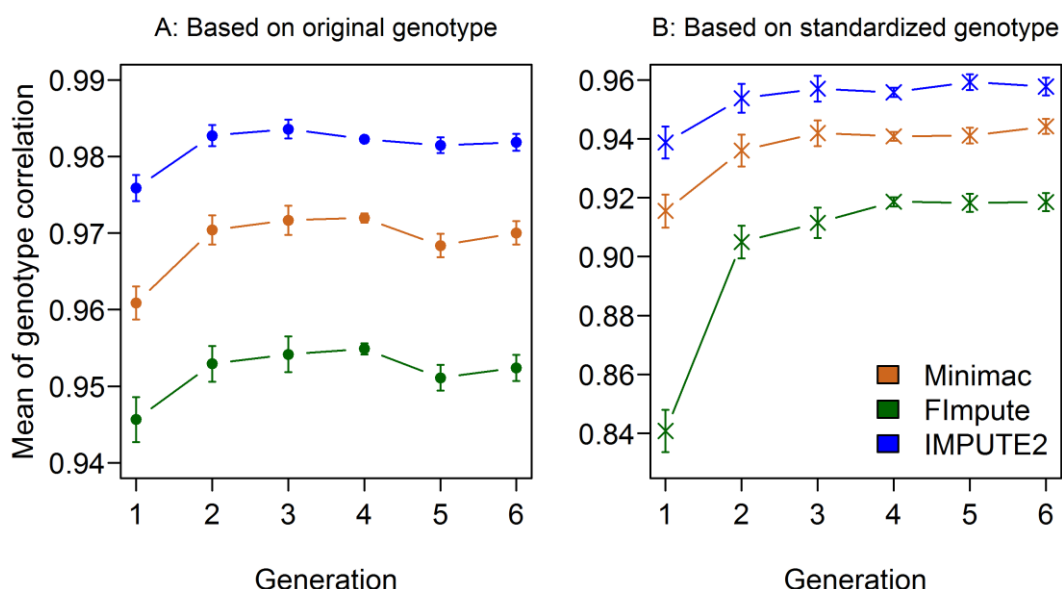 A: Based on original genotype
B: Based on standardized genotype
Mean of genotype correlation
0.99
0.98
0.97
0.96
0.95
0.94
1 2 3 4 5 6
Generation
0.96
0.94
0.92
0.90
0.88
0.86
0.84
Minimac
FImpute
IMPUTE2
1 2 3 4 5 6
Generation